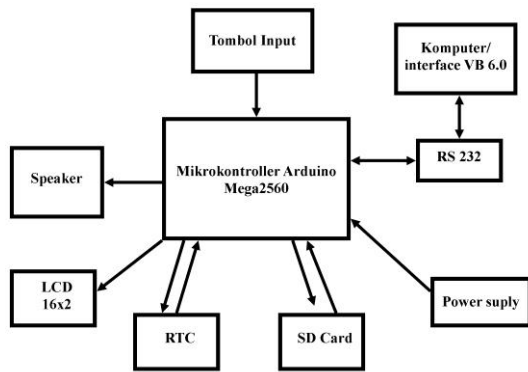 Tombol Input
Komputer/
interface VB 6.0
Mikrokontroller Arduino
Mega2560
RS 232
Speaker
LCD
16x2
RTC
SD Card
Power suply